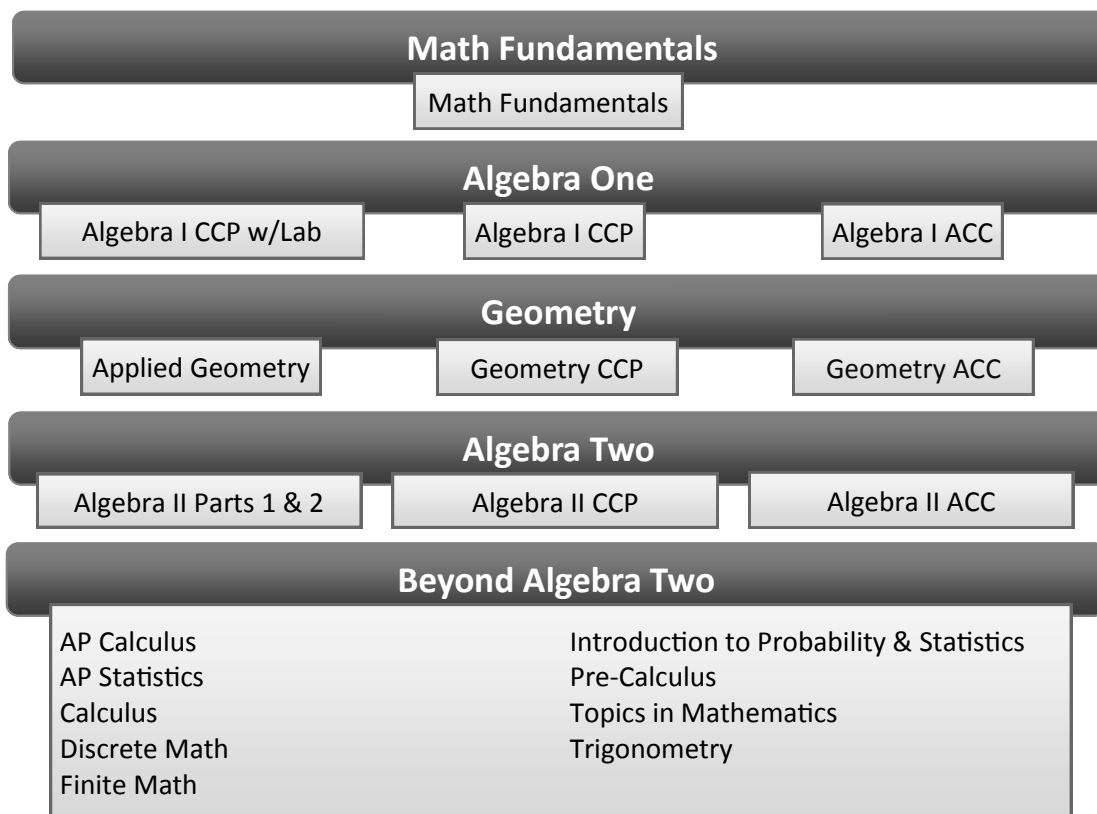 Math Fundamentals
Math Fundamentals
Algebra One
Algebra I CCP w/Lab
Algebra I CCP
Algebra I ACC
Geometry
Applied Geometry
Geometry CCP
Geometry ACC
Algebra Two
Algebra II Parts 1 & 2
Algebra II CCP
Algebra II ACC
Beyond Algebra Two
AP Calculus
AP Statistics
Calculus
Discrete Math
Finite Math
Introduction to Probability & Statistics
Pre-Calculus
Topics in Mathematics
Trigonometry